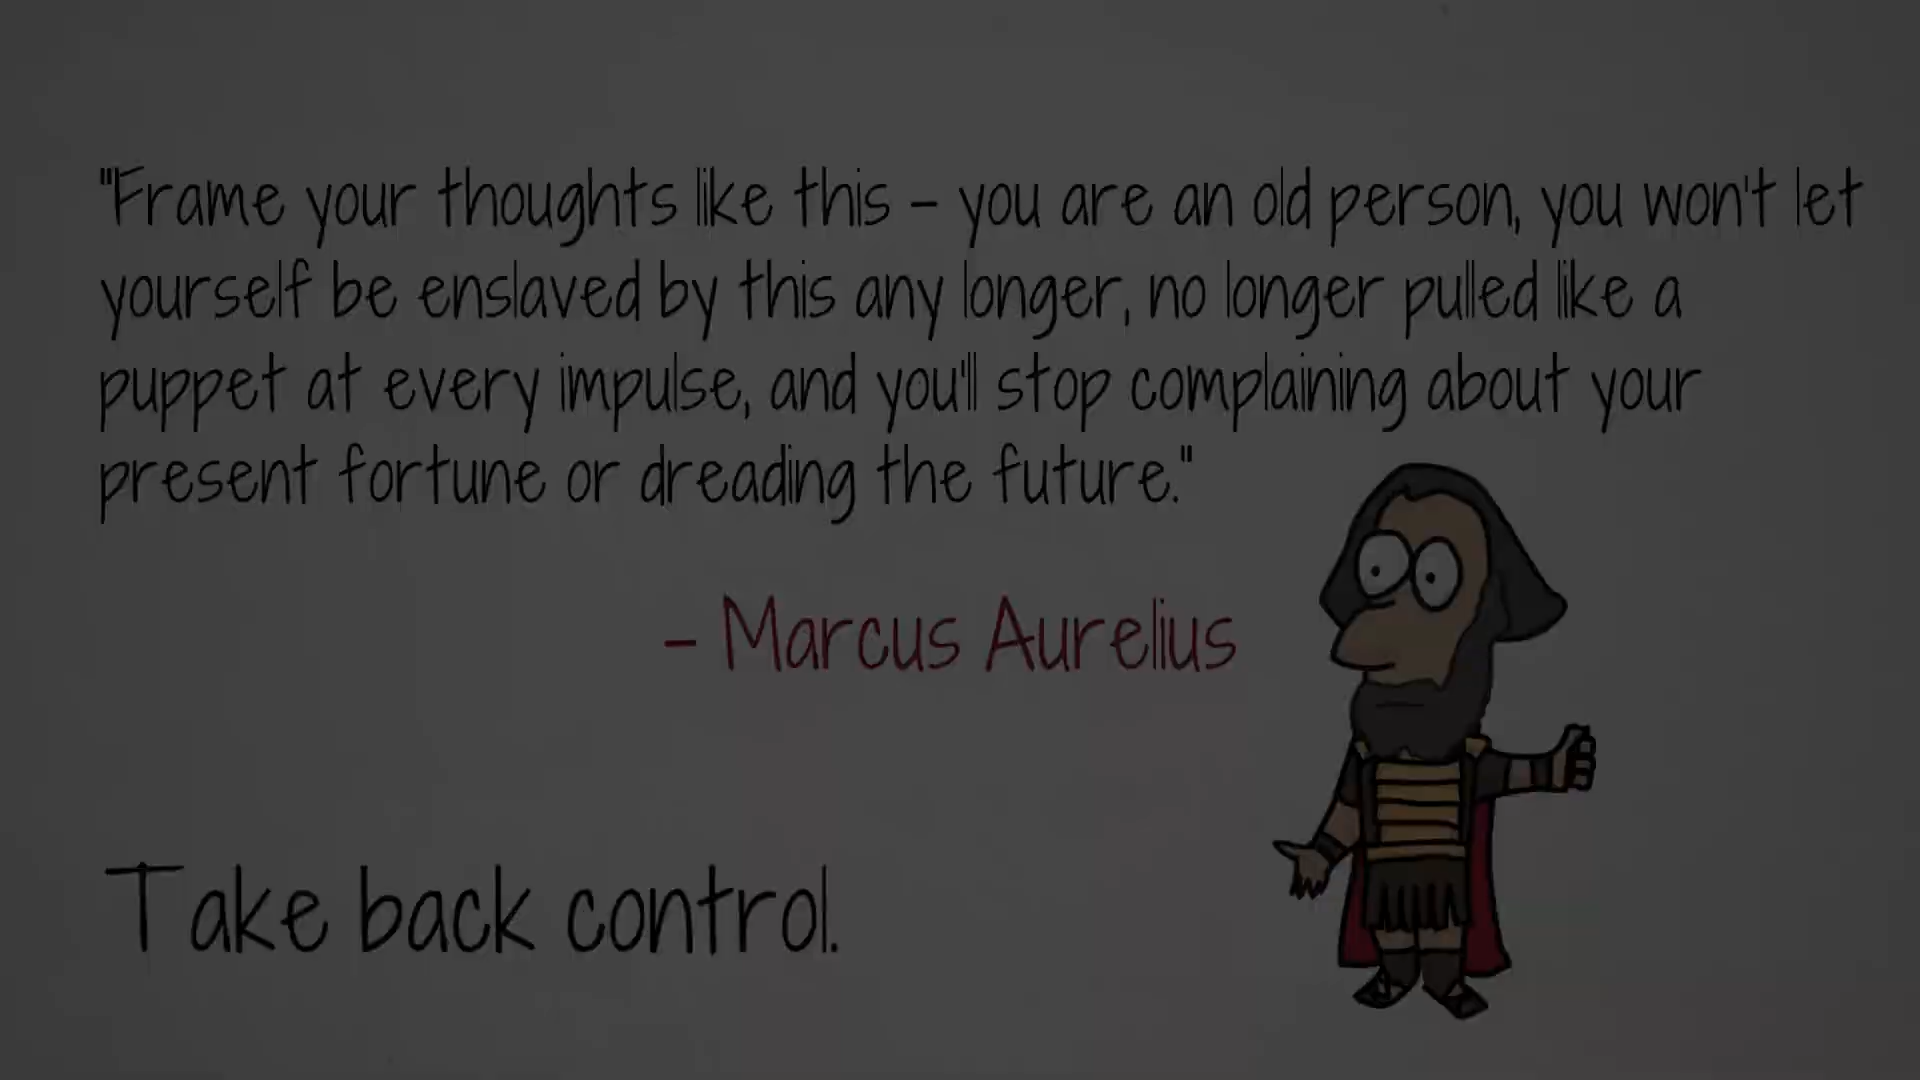 "Frame your thoughts like this – you are an old person, you won't let
yourself be enslaved by this any longer, no longer pulled like a
puppet at every impulse, and you'll stop complaining about your
present fortune or dreading the future."
– Marcus Aurelius
Take back control.